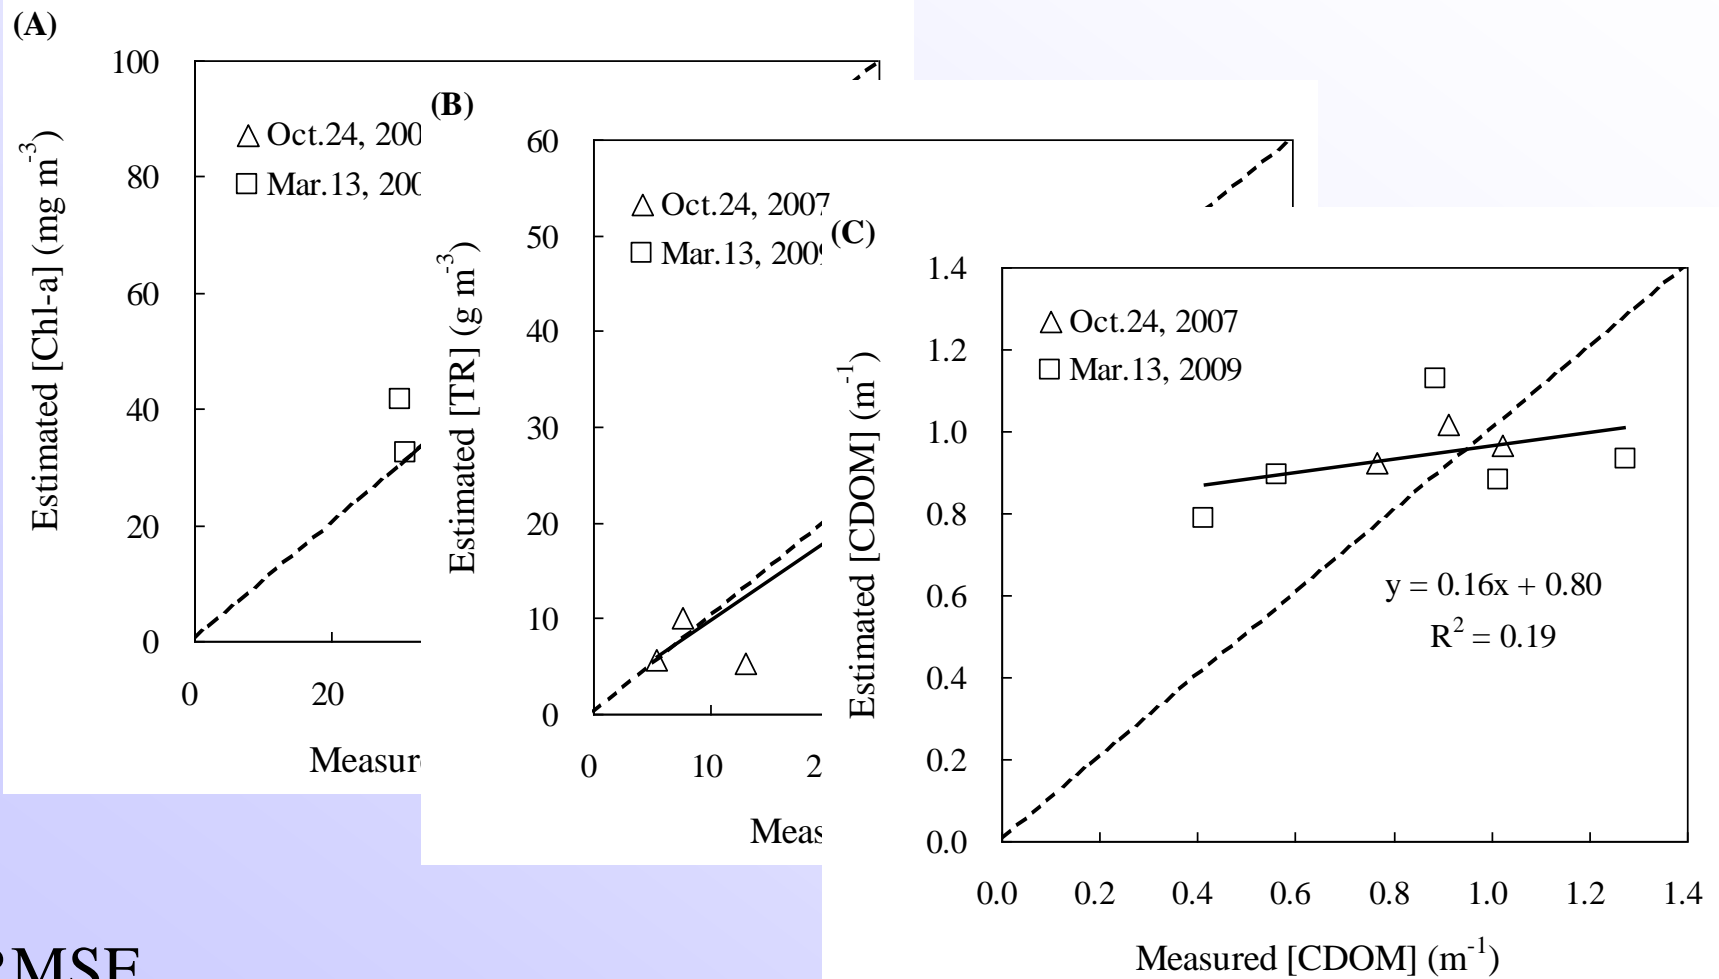 (A)
100
80
60
40
20
0
0
20
Estimated [Chl-a] (mg m⁻³)
Oct.24, 200
Mar.13, 200
(B)
60
50
40
30
20
10
0
0
10
2
Estimated [TR] (g m⁻³)
Oct.24, 2007
Mar.13, 200
(C)
1.4
1.2
1.0
0.8
0.6
0.4
0.2
0.0
0.0 0.2 0.4 0.6 0.8 1.0 1.2 1.4
Estimated [CDOM] (m⁻¹)
Oct.24, 2007
Mar.13, 2009
y = 0.16x + 0.80
R² = 0.19
Measured [CDOM] (m⁻¹)
MSE